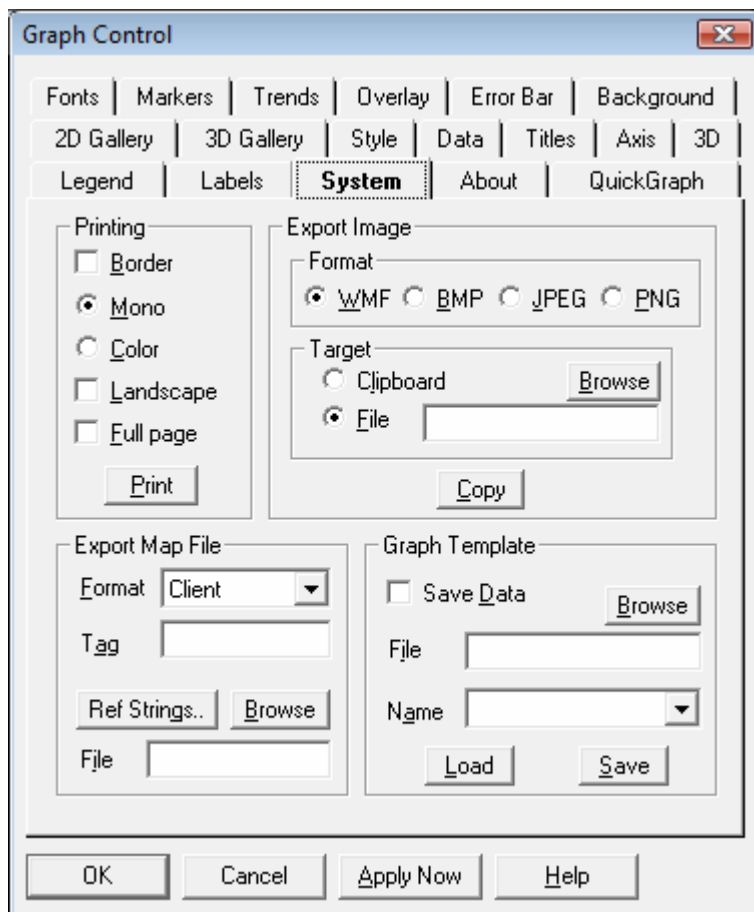 Graph Control
Fonts Markers Trends Overlay Error Bar Background
2D Gallery 3D Gallery Style Data Titles Axis 3D
Legend Labels System About QuickGraph
Printing
Border
Mono
Color
Landscape
Full page
Print
Export Image
Format
WMF BMP JPEG PNG
Target
Clipboard Browse
File
Copy
Export Map File
Format Client
Tag
Ref Strings.. Browse
File
Graph Template
Save Data Browse
File
Name
Load Save
OK Cancel Apply Now Help